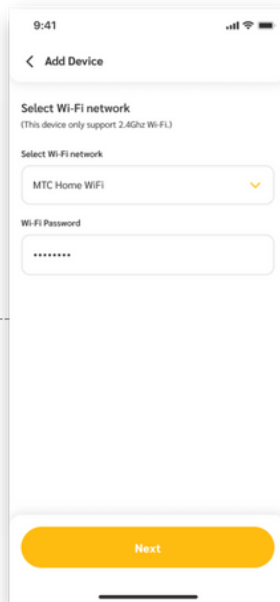 9:41
Add Device
Select Wi-Fi network
(This device only support 2.4Ghz Wi-Fi.)
Select Wi-Fi network
MTC Home WiFi
Wi-Fi Password
••••••••
Next